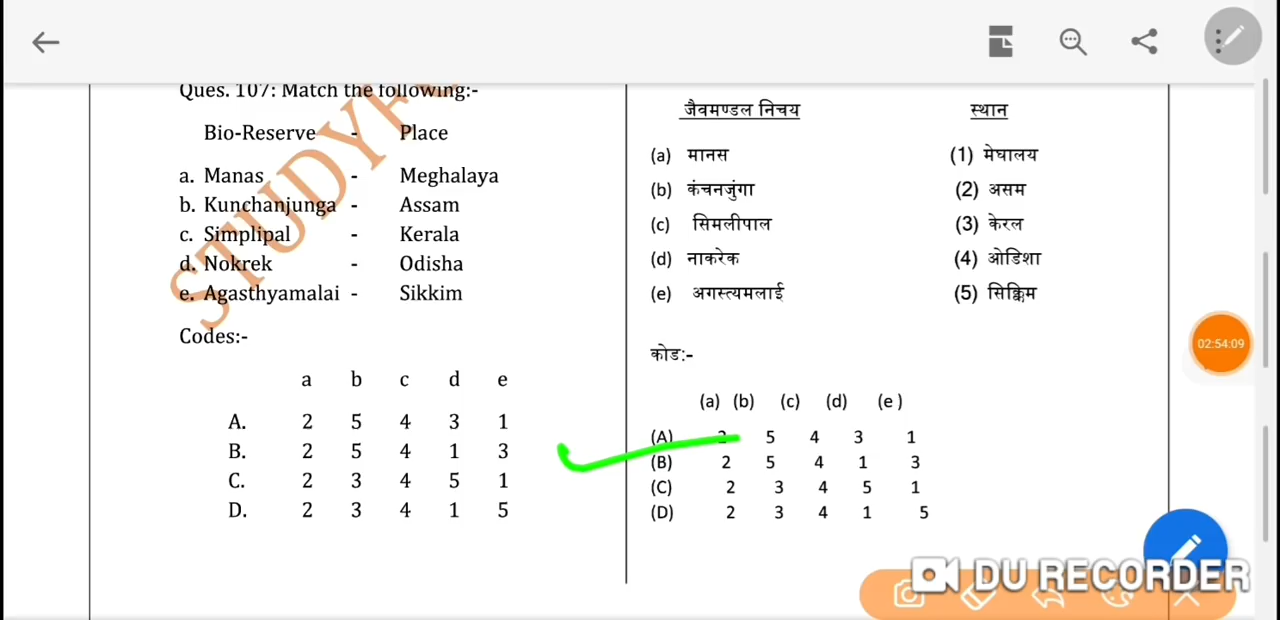 Ques. 107: Match the following:-
Bio-Reserve - Place
a. Manas - Meghalaya
b. Kunchanjunga - Assam
c. Simplipal - Kerala
d. Nokrek - Odisha
e. Agasthyamalai - Sikkim
Codes:-
a b c d e
A. 2 5 4 3 1
B. 2 5 4 1 3
C. 2 3 4 5 1
D. 2 3 4 1 5
जैवमण्डल निचय स्थान
(a) मानस (1) मेघालय
(b) कंचनजुंगा (2) असम
(c) सिमलीपाल (3) केरल
(d) नाकरेक (4) ओडिशा
(e) अगस्त्यमलाई (5) सिक्किम
कोड:-
(a) (b) (c) (d) (e )
(A) 2 5 4 3 1
(B) 2 5 4 1 3
(C) 2 3 4 5 1
(D) 2 3 4 1 5
02:54:09
DU RECORDER